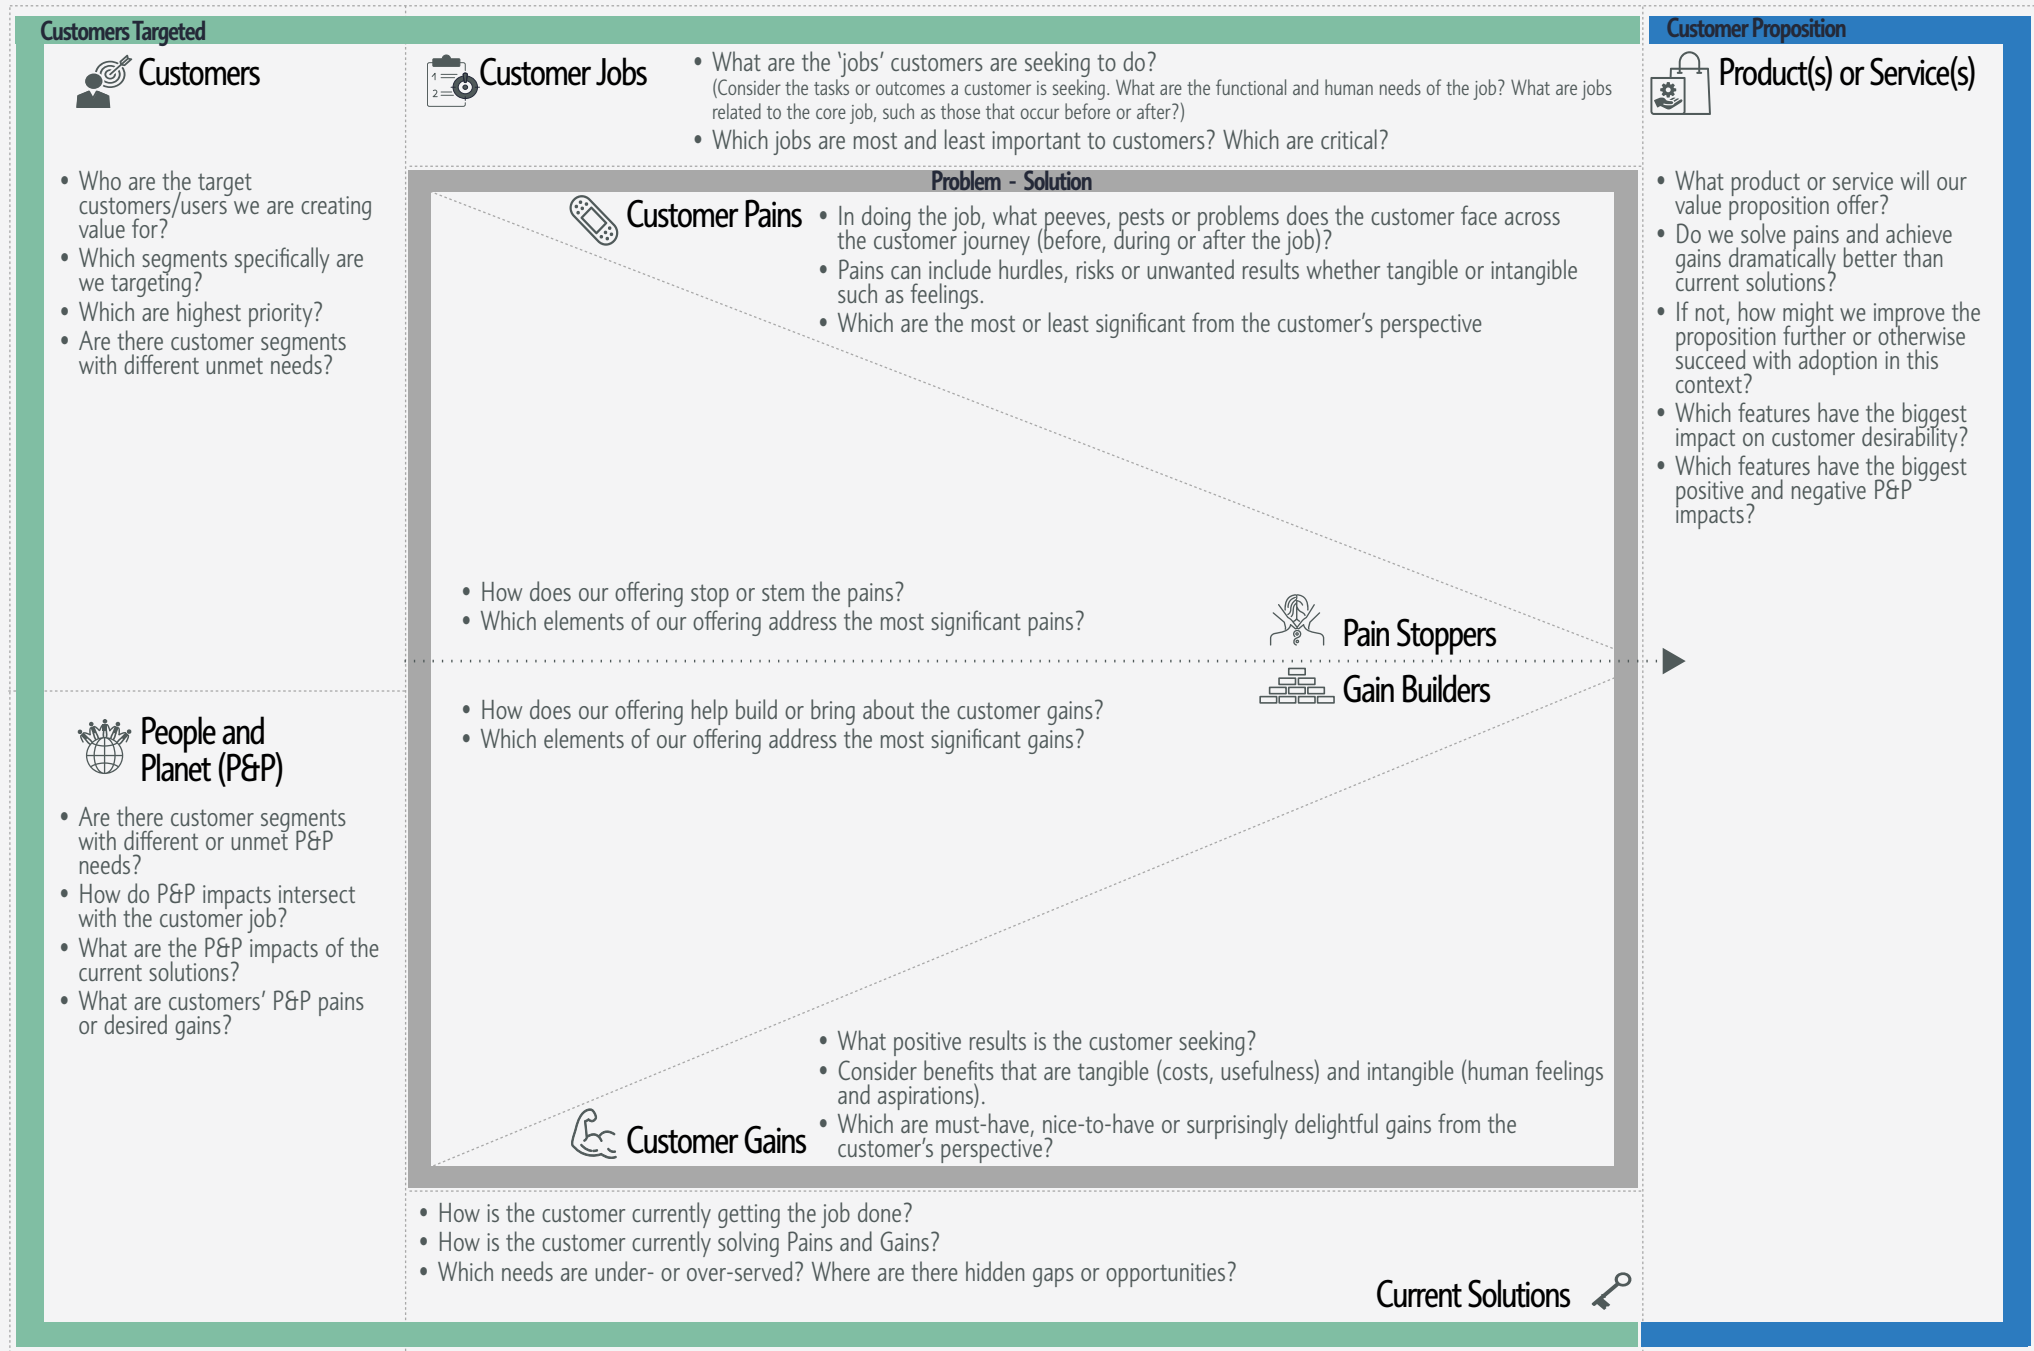 Customers Targeted
Customers
• Who are the target
customers/users we are creating
value for?
• Which segments specifically are
we targeting?
• Which are highest priority?
• Are there customer segments
with different unmet needs?
People and
Planet (P&P)
• Are there customer segments
with different or unmet P&P
needs?
• How do P&P impacts intersect
with the customer job?
• What are the P&P impacts of the
current solutions?
• What are customers' P&P pains
or desired gains?
1
2
Customer Jobs
• What are the 'jobs' customers are seeking to do?
(Consider the tasks or outcomes a customer is seeking. What are the functional and human needs of the job? What are jobs
related to the core job, such as those that occur before or after?)
• Which jobs are most and least important to customers? Which are critical?
Problem - Solution
Customer Pains
• In doing the job, what peeves, pests or problems does the customer face across
the customer journey (before, during or after the job)?
• Pains can include hurdles, risks or unwanted results whether tangible or intangible
such as feelings.
• Which are the most or least significant from the customer's perspective
• How does our offering stop or stem the pains?
• Which elements of our offering address the most significant pains?
Pain Stoppers
Gain Builders
• How does our offering help build or bring about the customer gains?
• Which elements of our offering address the most significant gains?
• What positive results is the customer seeking?
• Consider benefits that are tangible (costs, usefulness) and intangible (human feelings
and aspirations).
• Which are must-have, nice-to-have or surprisingly delightful gains from the
customer's perspective?
Customer Gains
• How is the customer currently getting the job done?
• How is the customer currently solving Pains and Gains?
• Which needs are under- or over-served? Where are there hidden gaps or opportunities?
Current Solutions
Customer Proposition
Product(s) or Service(s)
• What product or service will our
value proposition offer?
• Do we solve pains and achieve
gains dramatically better than
current solutions?
• If not, how might we improve the
proposition further or otherwise
succeed with adoption in this
context?
• Which features have the biggest
impact on customer desirability?
• Which features have the biggest
positive and negative P&P
impacts?